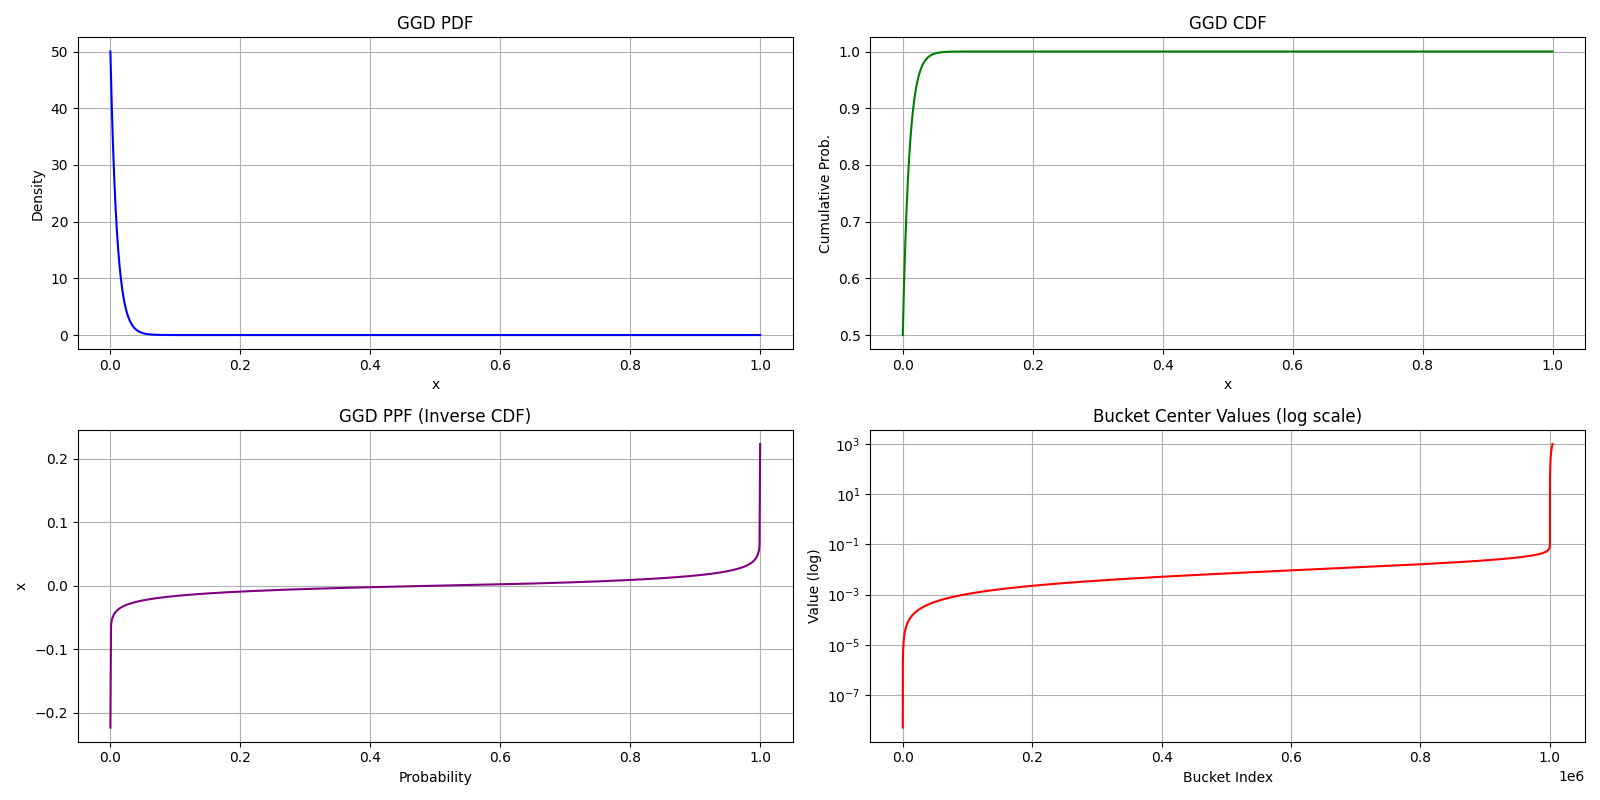 GGD PDF
50
40
30
20
10
0
Density
0.0 0.2 0.4 0.6 0.8 1.0
x
GGD CDF
1.0
0.9
0.8
0.7
0.6
0.5
Cumulative Prob.
0.0 0.2 0.4 0.6 0.8 1.0
x
GGD PPF (Inverse CDF)
0.2
0.1
0.0
−0.1
−0.2
x
0.0 0.2 0.4 0.6 0.8 1.0
Probability
Bucket Center Values (log scale)
10³
10¹
10⁻¹
10⁻³
10⁻⁵
10⁻⁷
Value (log)
0.0 0.2 0.4 0.6 0.8 1.0
1e6
Bucket Index